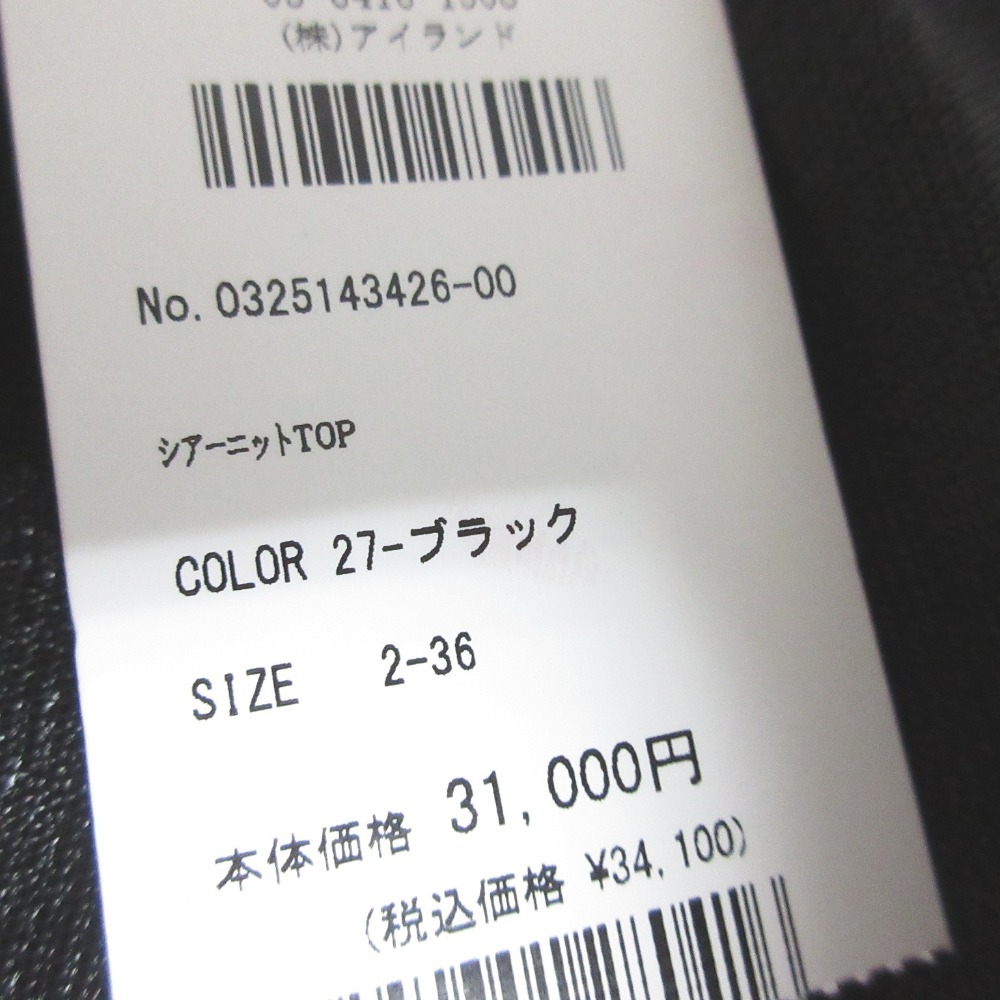 (株)アイランド
No. 0325143426-00
シアーニットTOP
COLOR 27-ブラック
SIZE 2-36
本体価格 31,000円
(税込価格 ¥34,100)